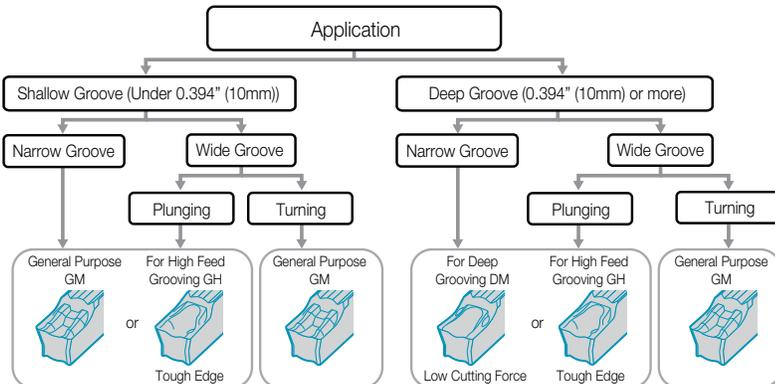 Application
Shallow Groove (Under 0.394" (10mm))
Deep Groove (0.394" (10mm) or more)
Narrow Groove
Wide Groove
Narrow Groove
Wide Groove
Plunging
Turning
Plunging
Turning
General Purpose
GM
or
For High Feed
Grooving GH
Tough Edge
General Purpose
GM
For Deep
Grooving DM
Low Cutting Force
or
For High Feed
Grooving GH
Tough Edge
General Purpose
GM